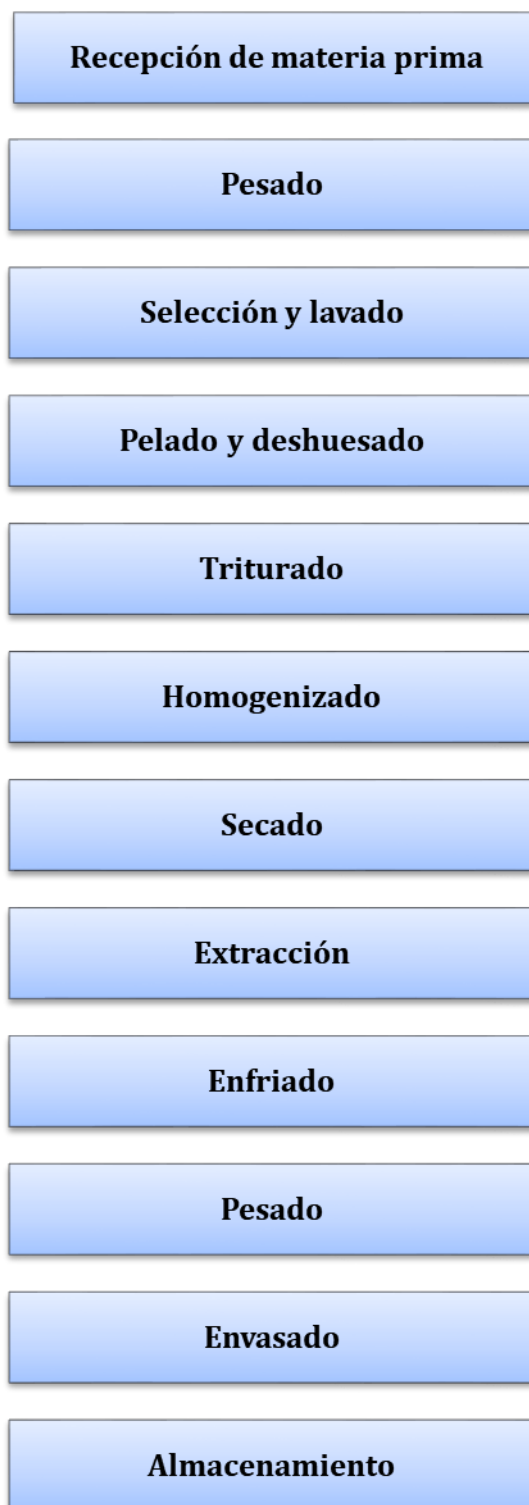 Recepción de materia prima
Pesado
Selección y lavado
Pelado y deshuesado
Triturado
Homogenizado
Secado
Extracción
Enfriado
Pesado
Envasado
Almacenamiento